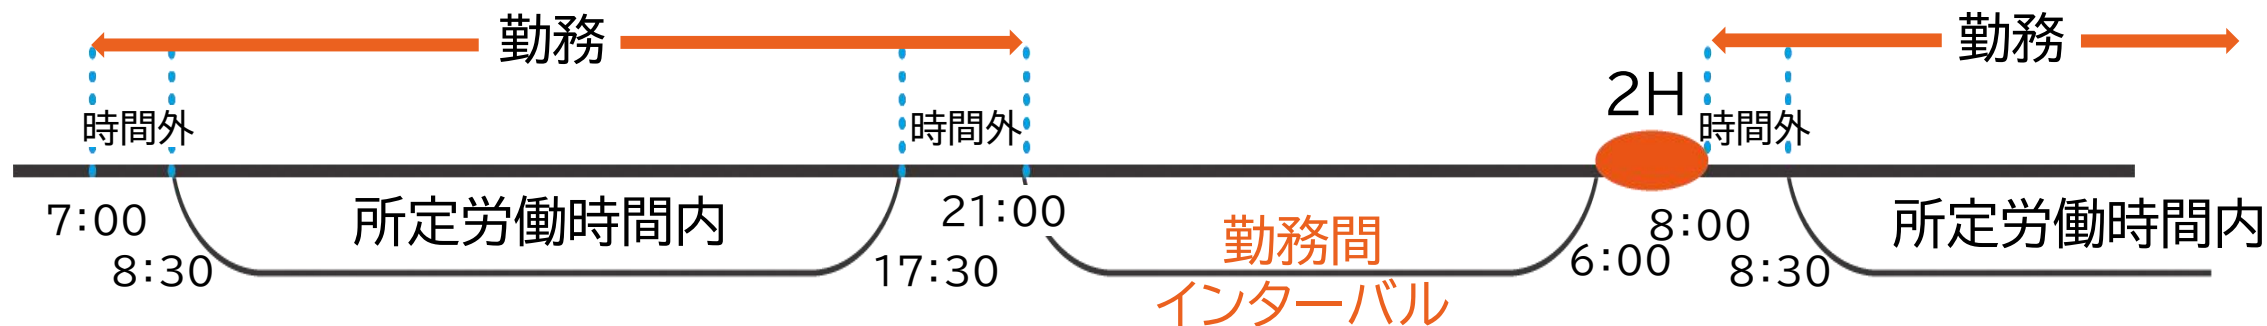 勤務
勤務
2H
時間外
時間外
時間外
7:00
8:30
所定労働時間内
17:30
21:00
勤務間
インターバル
6:00
8:00
8:30
所定労働時間内